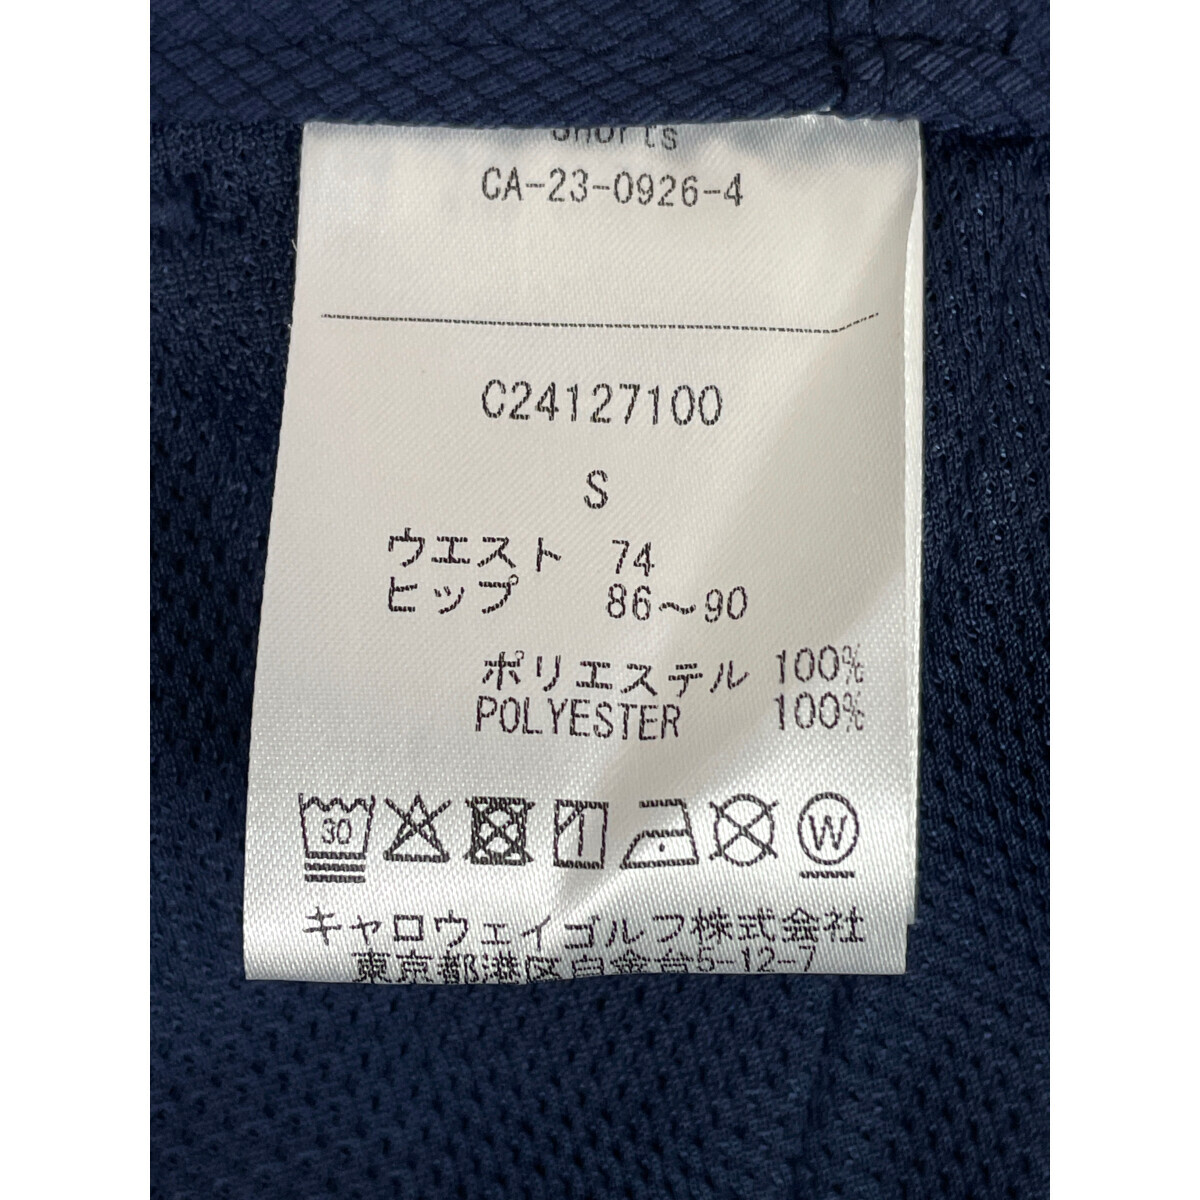 Shorts
CA-23-0926-4
C24127100
S
ウエスト 74
ヒップ 86～90
ポリエステル 100%
POLYESTER 100%
30
W
キャロウェイゴルフ株式会社
東京都港区白金台5-12-7